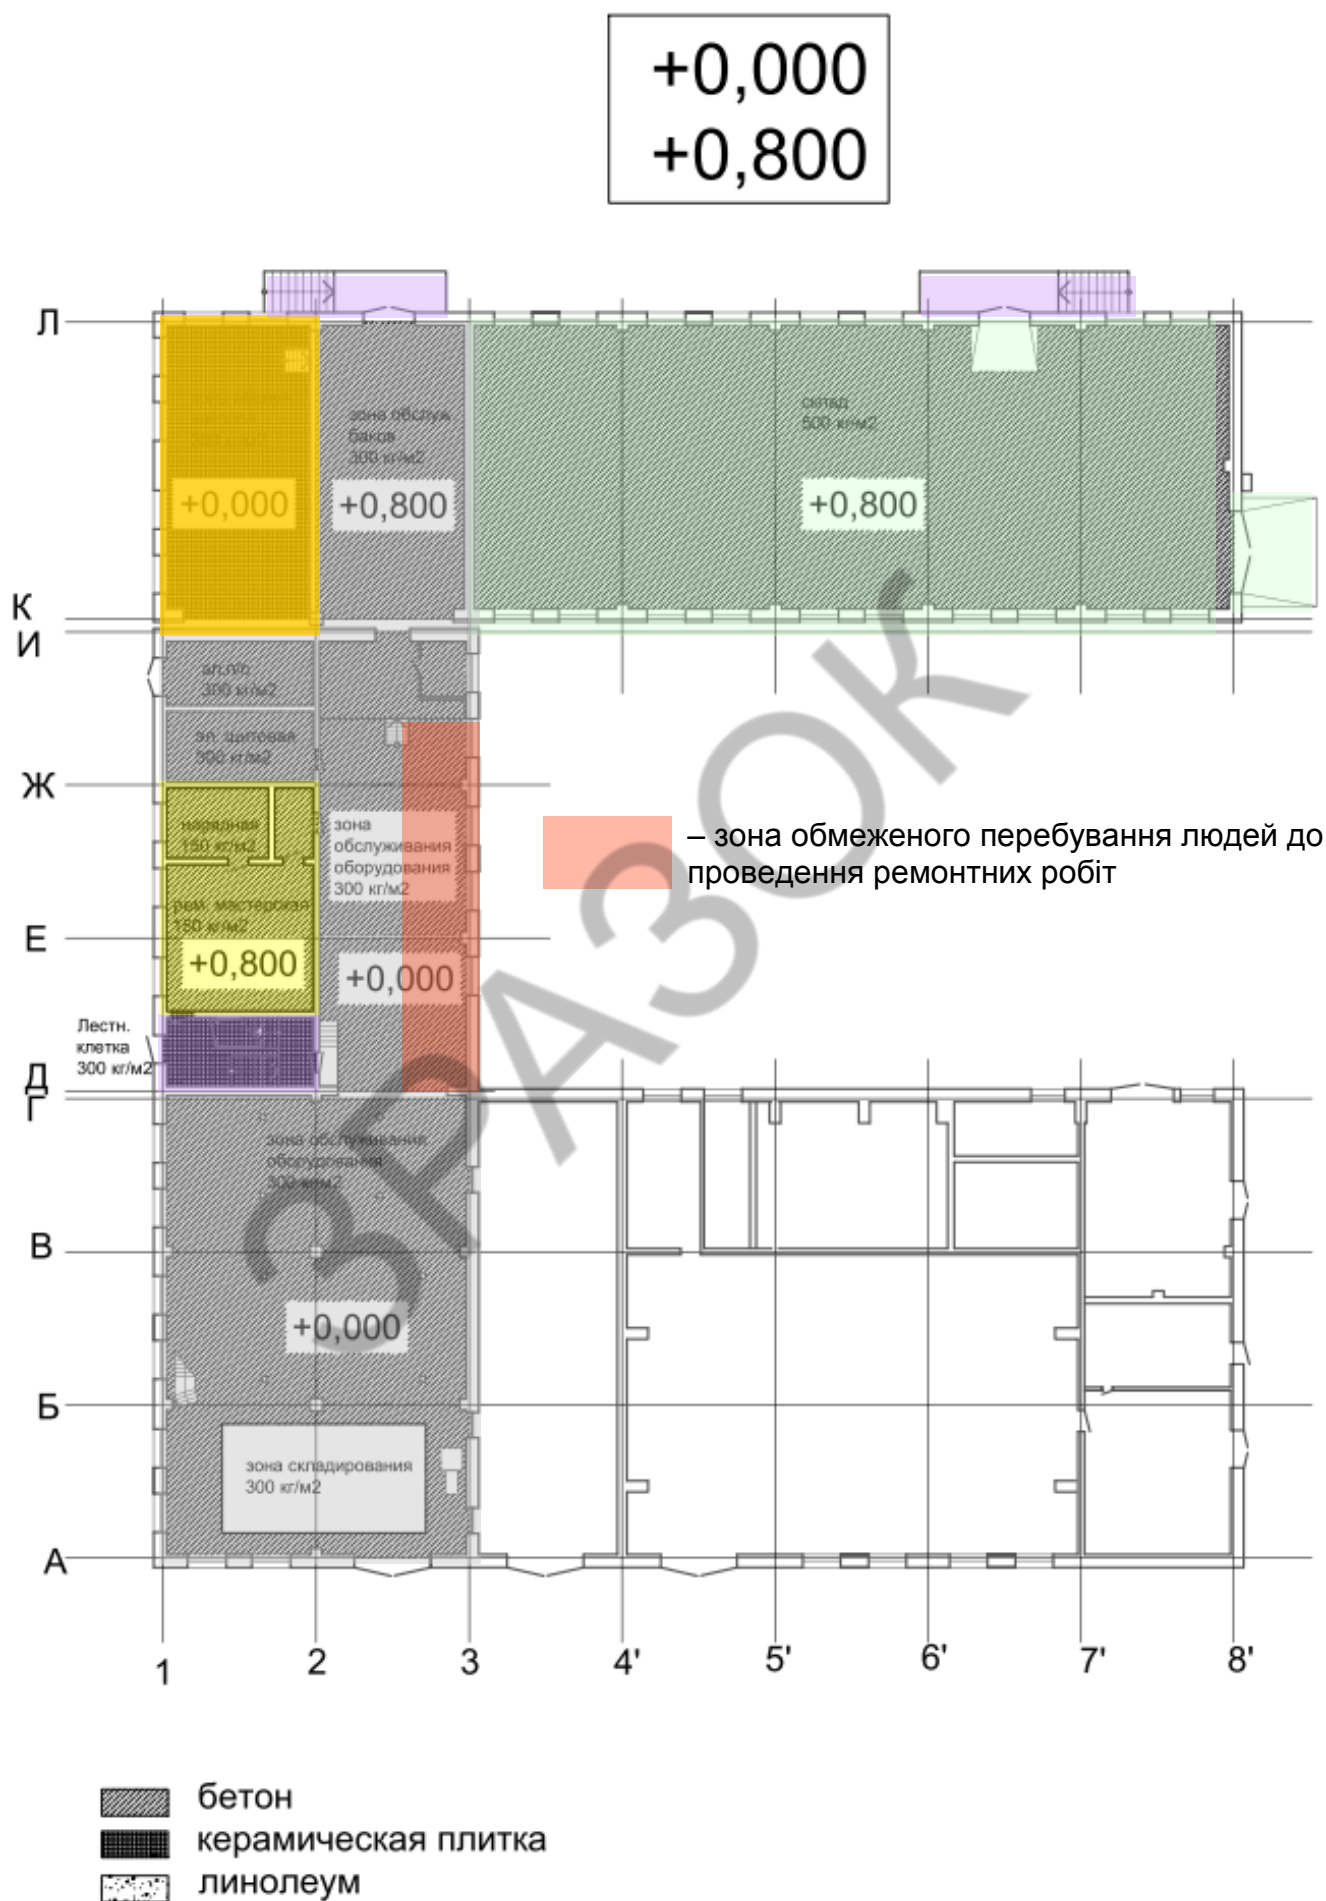 +0,000
+0,800
Л
зона обслуж.
баков
300 кг/м2
склад
500 кг/м2
+0,000
+0,800
+0,800
К
И
эл.п/с
300 кг/м2
эл. щитовая
300 кг/м2
Ж
нарядная
150 кг/м2
зона
обслуживания
оборудования
300 кг/м2
– зона обмеженого перебування людей до
проведення ремонтних робіт
рем. мастерская
150 кг/м2
Е
+0,800
+0,000
Лестн.
клетка
300 кг/м2
Д
Г
зона обслуживания
оборудования
300 кг/м2
В
+0,000
Б
зона складирования
300 кг/м2
А
1 2 3 4' 5' 6' 7' 8'
ЗРАЗОК
бетон
керамическая плитка
линолеум